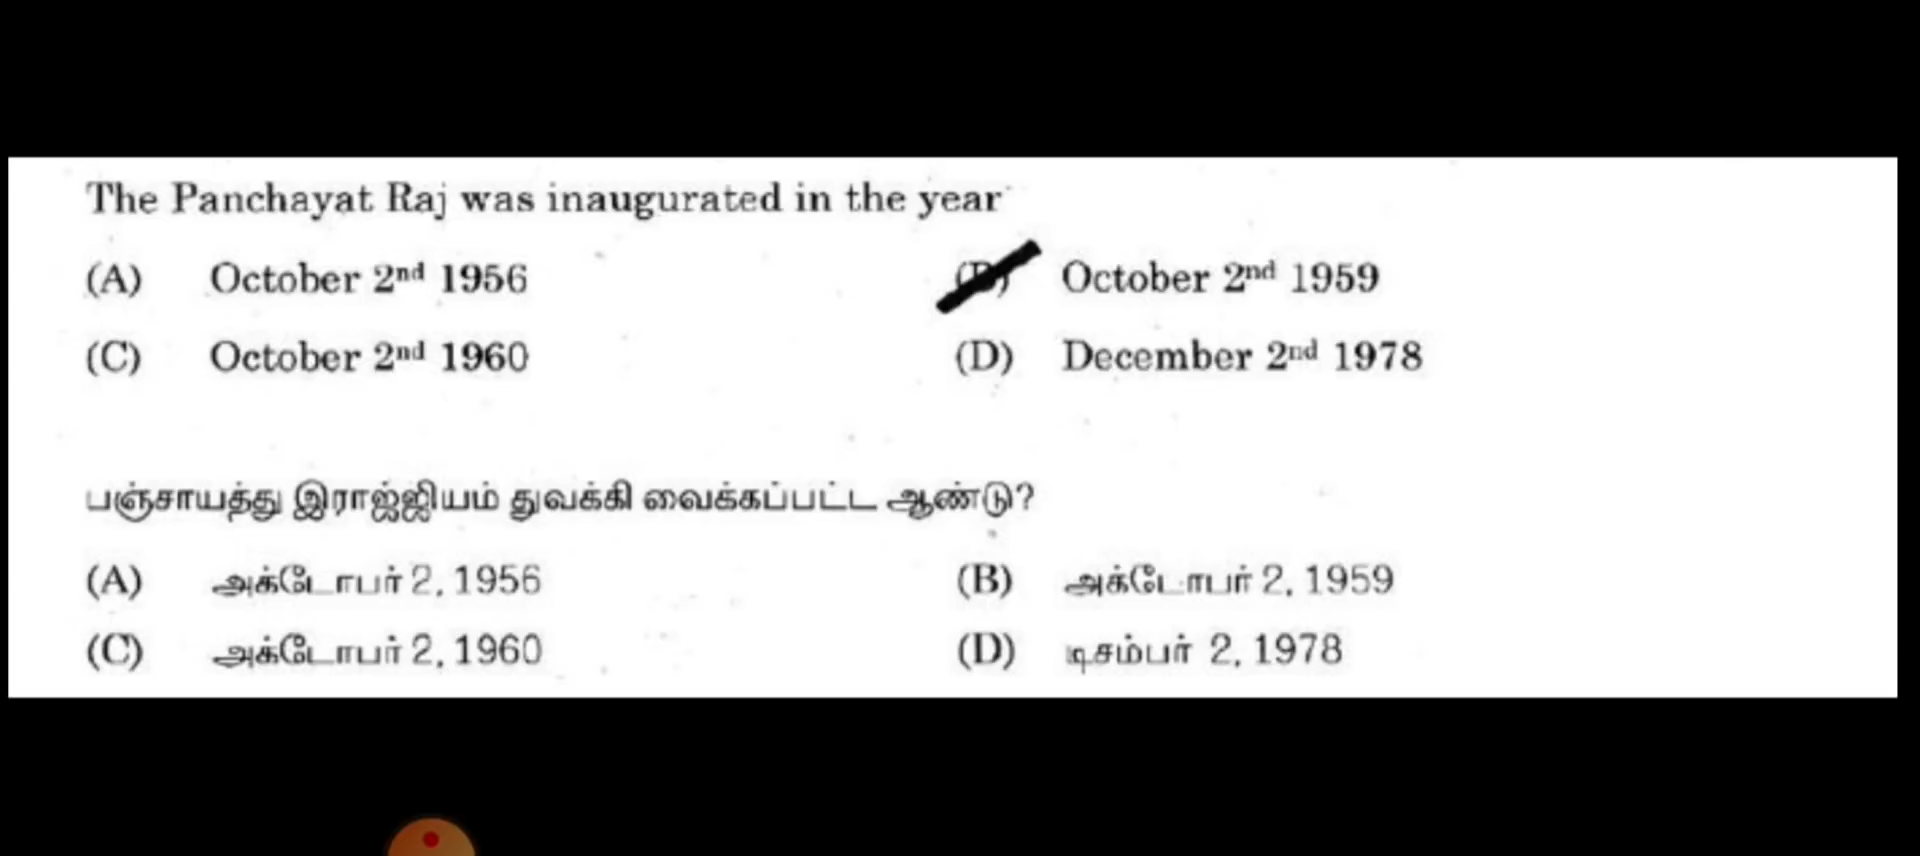 The Panchayat Raj was inaugurated in the year
(A) October 2nd 1956 (B) October 2nd 1959
(C) October 2nd 1960 (D) December 2nd 1978
பஞ்சாயத்து இராஜ்ஜியம் துவக்கி வைக்கப்பட்ட ஆண்டு?
(A) அக்டோபர் 2, 1956 (B) அக்டோபர் 2, 1959
(C) அக்டோபர் 2, 1960 (D) டிசம்பர் 2, 1978